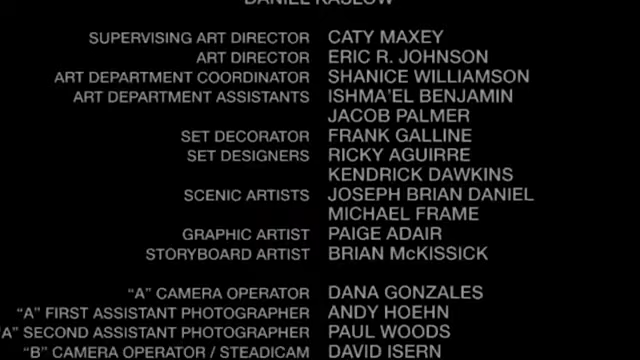 DANIEL KASLOW
SUPERVISING ART DIRECTOR CATY MAXEY
ART DIRECTOR ERIC R. JOHNSON
ART DEPARTMENT COORDINATOR SHANICE WILLIAMSON
ART DEPARTMENT ASSISTANTS ISHMA'EL BENJAMIN
JACOB PALMER
SET DECORATOR FRANK GALLINE
SET DESIGNERS RICKY AGUIRRE
KENDRICK DAWKINS
SCENIC ARTISTS JOSEPH BRIAN DANIEL
MICHAEL FRAME
GRAPHIC ARTIST PAIGE ADAIR
STORYBOARD ARTIST BRIAN McKISSICK
“A” CAMERA OPERATOR DANA GONZALES
“A” FIRST ASSISTANT PHOTOGRAPHER ANDY HOEHN
“A” SECOND ASSISTANT PHOTOGRAPHER PAUL WOODS
“B” CAMERA OPERATOR / STEADICAM DAVID ISERN